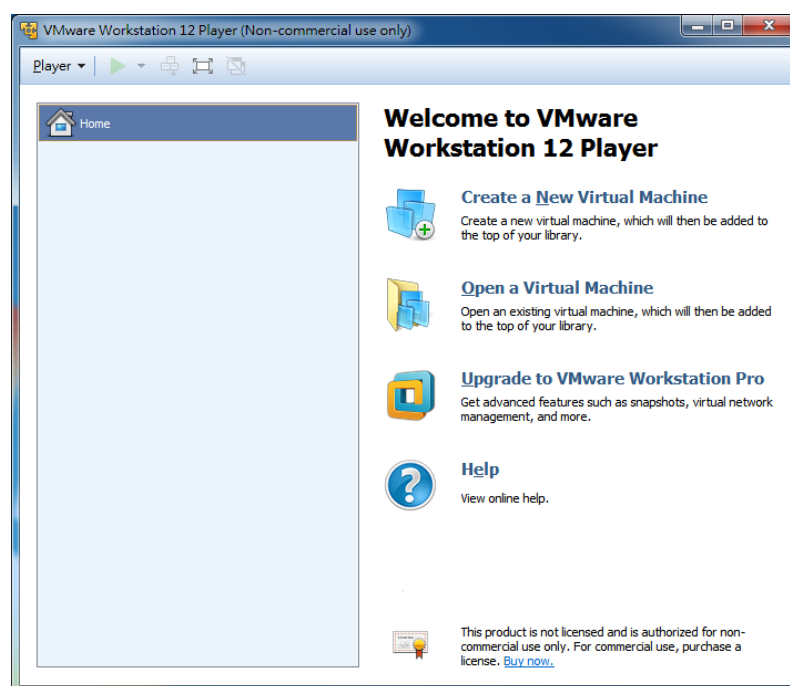 VMware Workstation 12 Player (Non-commercial use only)
Player
Home
Welcome to VMware
Workstation 12 Player
Create a New Virtual Machine
Create a new virtual machine, which will then be added to
the top of your library.
Open a Virtual Machine
Open an existing virtual machine, which will then be added
to the top of your library.
Upgrade to VMware Workstation Pro
Get advanced features such as snapshots, virtual network
management, and more.
Help
View online help.
This product is not licensed and is authorized for non-
commercial use only. For commercial use, purchase a
license. Buy now.